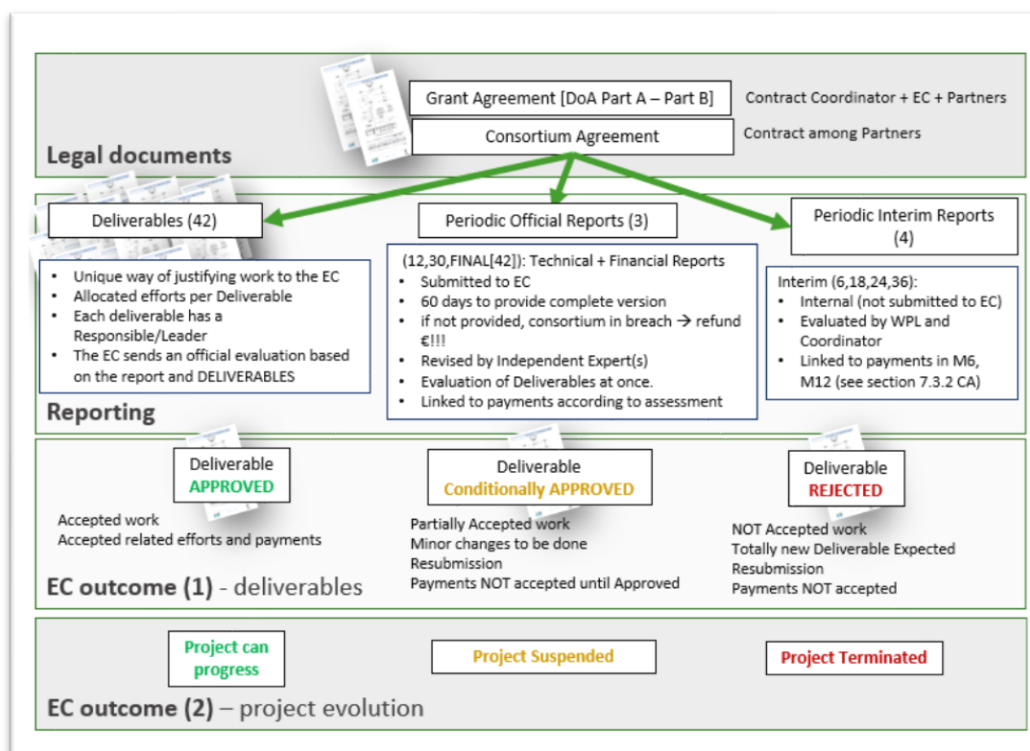 Grant Agreement [DoA Part A – Part B]
Contract Coordinator + EC + Partners
Consortium Agreement
Contract among Partners
Legal documents
Deliverables (42)
• Unique way of justifying work to the EC
• Allocated efforts per Deliverable
• Each deliverable has a
Responsible/Leader
• The EC sends an official evaluation based
on the report and DELIVERABLES
Periodic Official Reports (3)
(12,30,FINAL[42]): Technical + Financial Reports
• Submitted to EC
• 60 days to provide complete version
• if not provided, consortium in breach → refund
€!!!
• Revised by Independent Expert(s)
• Evaluation of Deliverables at once.
• Linked to payments according to assessment
Periodic Interim Reports
(4)
Interim (6,18,24,36):
• Internal (not submitted to EC)
• Evaluated by WPL and
Coordinator
• Linked to payments in M6,
M12 (see section 7.3.2 CA)
Reporting
Deliverable
APPROVED
Accepted work
Accepted related efforts and payments
Deliverable
Conditionally APPROVED
Partially Accepted work
Minor changes to be done
Resubmission
Payments NOT accepted until Approved
Deliverable
REJECTED
NOT Accepted work
Totally new Deliverable Expected
Resubmission
Payments NOT accepted
EC outcome (1) - deliverables
Project can
progress
Project Suspended
Project Terminated
EC outcome (2) – project evolution